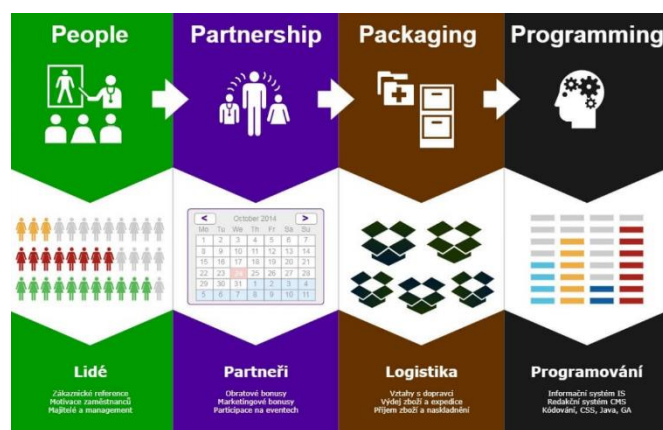 People
Partnership
Packaging
Programming
< October 2014 >
Mo Tu We Th Fr Sa Su
1 2 3 4 5 6 7
8 9 10 11 12 13 14
15 16 17 18 19 20 21
22 23 24 25 26 27 28
29 30 31 1 2 3 4
5 6 7 8 9 10 11
Lidé
Zákaznické reference
Motivace zaměstnanců
Majitelé a management
Partneři
Obratové bonusy
Marketingové bonusy
Participace na eventech
Logistika
Vztahy s dopravci
Výdej zboží a expedice
Příjem zboží a naskladnění
Programování
Informační systém IS
Redakční systém CMS
Kódování, CSS, Java, GA